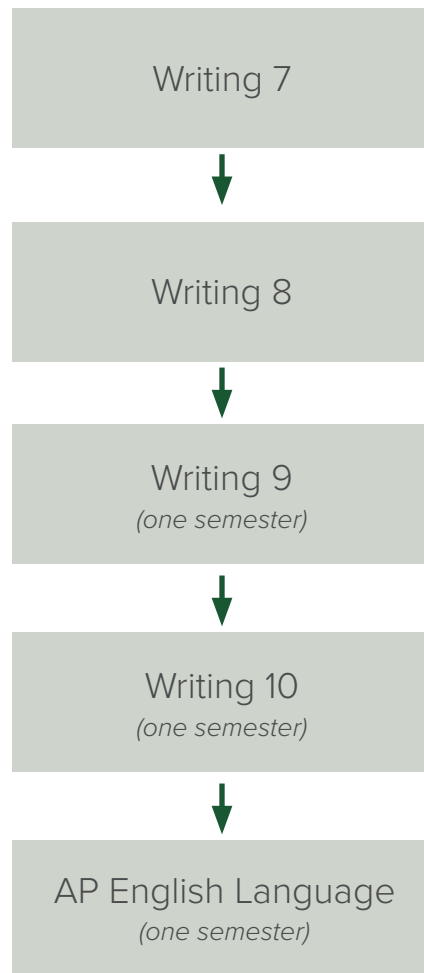 Writing 7
Writing 8
Writing 9
(one semester)
Writing 10
(one semester)
AP English Language
(one semester)